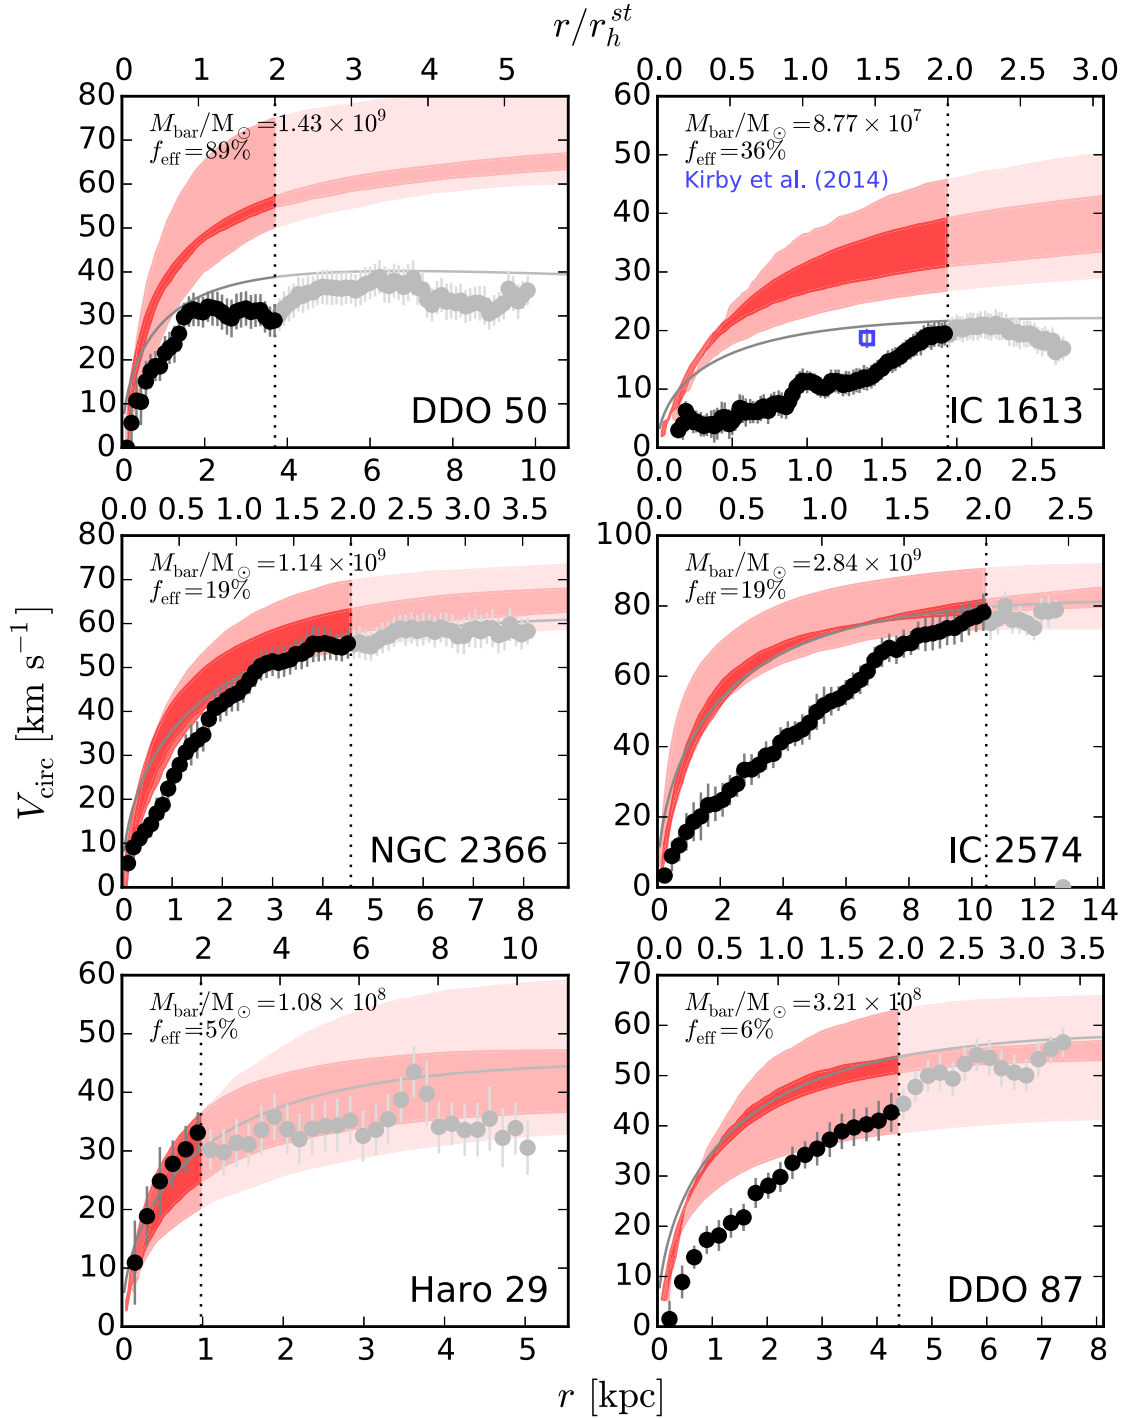 r/r_h^{st}
0 1 2 3 4 5
0.0 0.5 1.0 1.5 2.0 2.5 3.0
80
70
60
50
40
30
20
10
0
M_bar/M_⊙=1.43 × 10^9
f_eff=89%
DDO 50
0 2 4 6 8 10
60
50
40
30
20
10
0
M_bar/M_⊙=8.77 × 10^7
f_eff=36%
Kirby et al. (2014)
IC 1613
0.0 0.5 1.0 1.5 2.0 2.5
0.0 0.5 1.0 1.5 2.0 2.5 3.0 3.5
0.0 0.5 1.0 1.5 2.0 2.5
V_circ [km s^{−1}]
80
70
60
50
40
30
20
10
0
M_bar/M_⊙=1.14 × 10^9
f_eff=19%
NGC 2366
0 1 2 3 4 5 6 7 8
100
80
60
40
20
0
M_bar/M_⊙=2.84 × 10^9
f_eff=19%
IC 2574
0 2 4 6 8 10 12 14
0 2 4 6 8 10
0.0 0.5 1.0 1.5 2.0 2.5 3.0 3.5
60
50
40
30
20
10
0
M_bar/M_⊙=1.08 × 10^8
f_eff=5%
Haro 29
0 1 2 3 4 5
70
60
50
40
30
20
10
0
M_bar/M_⊙=3.21 × 10^8
f_eff=6%
DDO 87
0 1 2 3 4 5 6 7 8
r [kpc]